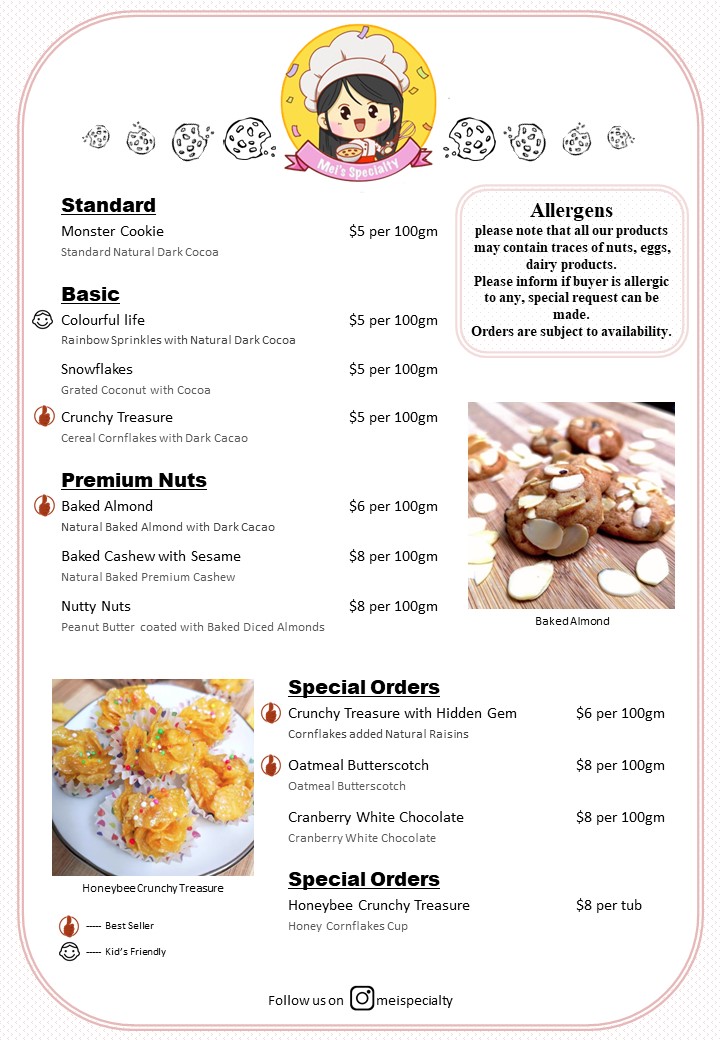 Mei's Specialty
Standard
Monster Cookie $5 per 100gm
Standard Natural Dark Cocoa
Basic
Colourful life $5 per 100gm
Rainbow Sprinkles with Natural Dark Cocoa
Snowflakes $5 per 100gm
Grated Coconut with Cocoa
Crunchy Treasure $5 per 100gm
Cereal Cornflakes with Dark Cacao
Premium Nuts
Baked Almond $6 per 100gm
Natural Baked Almond with Dark Cacao
Baked Cashew with Sesame $8 per 100gm
Natural Baked Premium Cashew
Nutty Nuts $8 per 100gm
Peanut Butter coated with Baked Diced Almonds
Allergens
please note that all our products
may contain traces of nuts, eggs,
dairy products.
Please inform if buyer is allergic
to any, special request can be
made.
Orders are subject to availability.
Baked Almond
Special Orders
Crunchy Treasure with Hidden Gem $6 per 100gm
Cornflakes added Natural Raisins
Oatmeal Butterscotch $8 per 100gm
Oatmeal Butterscotch
Cranberry White Chocolate $8 per 100gm
Cranberry White Chocolate
Special Orders
Honeybee Crunchy Treasure $8 per tub
Honey Cornflakes Cup
Honeybee Crunchy Treasure
----- Best Seller
----- Kid's Friendly
Follow us on meispecialty